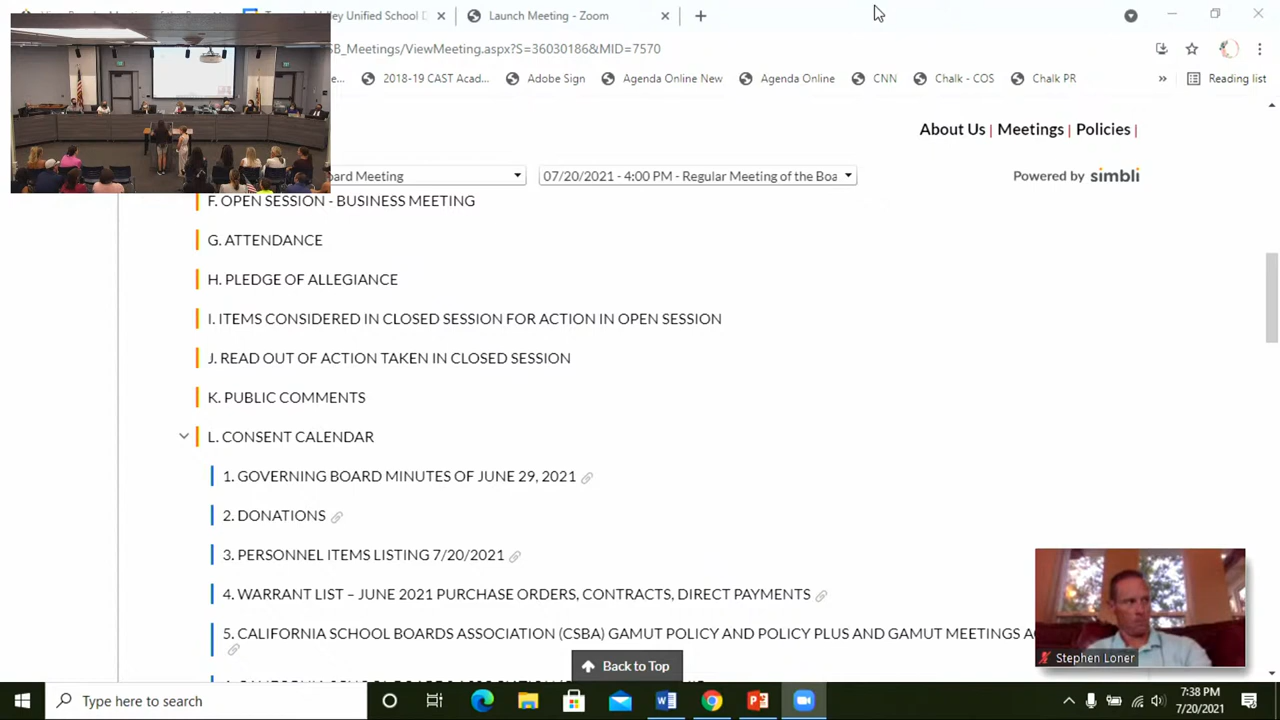 Valley Unified School D
Launch Meeting - Zoom
SB_Meetings/ViewMeeting.aspx?S=36030186&MID=7570
2018-19 CAST Acad...
Adobe Sign
Agenda Online New
Agenda Online
CNN
Chalk - COS
Chalk PR
»
Reading list
About Us | Meetings | Policies |
oard Meeting
07/20/2021 - 4:00 PM - Regular Meeting of the Boa
Powered by simbli
F. OPEN SESSION - BUSINESS MEETING
G. ATTENDANCE
H. PLEDGE OF ALLEGIANCE
I. ITEMS CONSIDERED IN CLOSED SESSION FOR ACTION IN OPEN SESSION
J. READ OUT OF ACTION TAKEN IN CLOSED SESSION
K. PUBLIC COMMENTS
L. CONSENT CALENDAR
1. GOVERNING BOARD MINUTES OF JUNE 29, 2021
2. DONATIONS
3. PERSONNEL ITEMS LISTING 7/20/2021
4. WARRANT LIST – JUNE 2021 PURCHASE ORDERS, CONTRACTS, DIRECT PAYMENTS
5. CALIFORNIA SCHOOL BOARDS ASSOCIATION (CSBA) GAMUT POLICY AND POLICY PLUS AND GAMUT MEETINGS
Back to Top
Stephen Loner
Type here to search
7:38 PM
7/20/2021